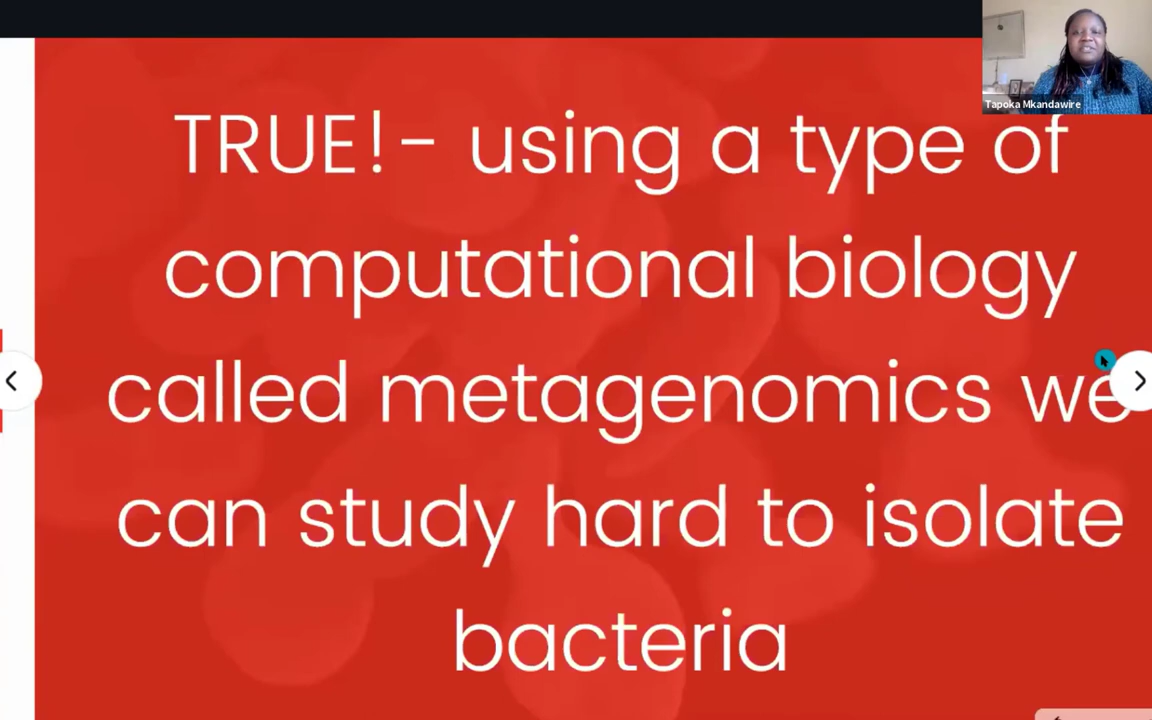 Tapoka Mkandawire
TRUE!- using a type of
computational biology
called metagenomics we
can study hard to isolate
bacteria